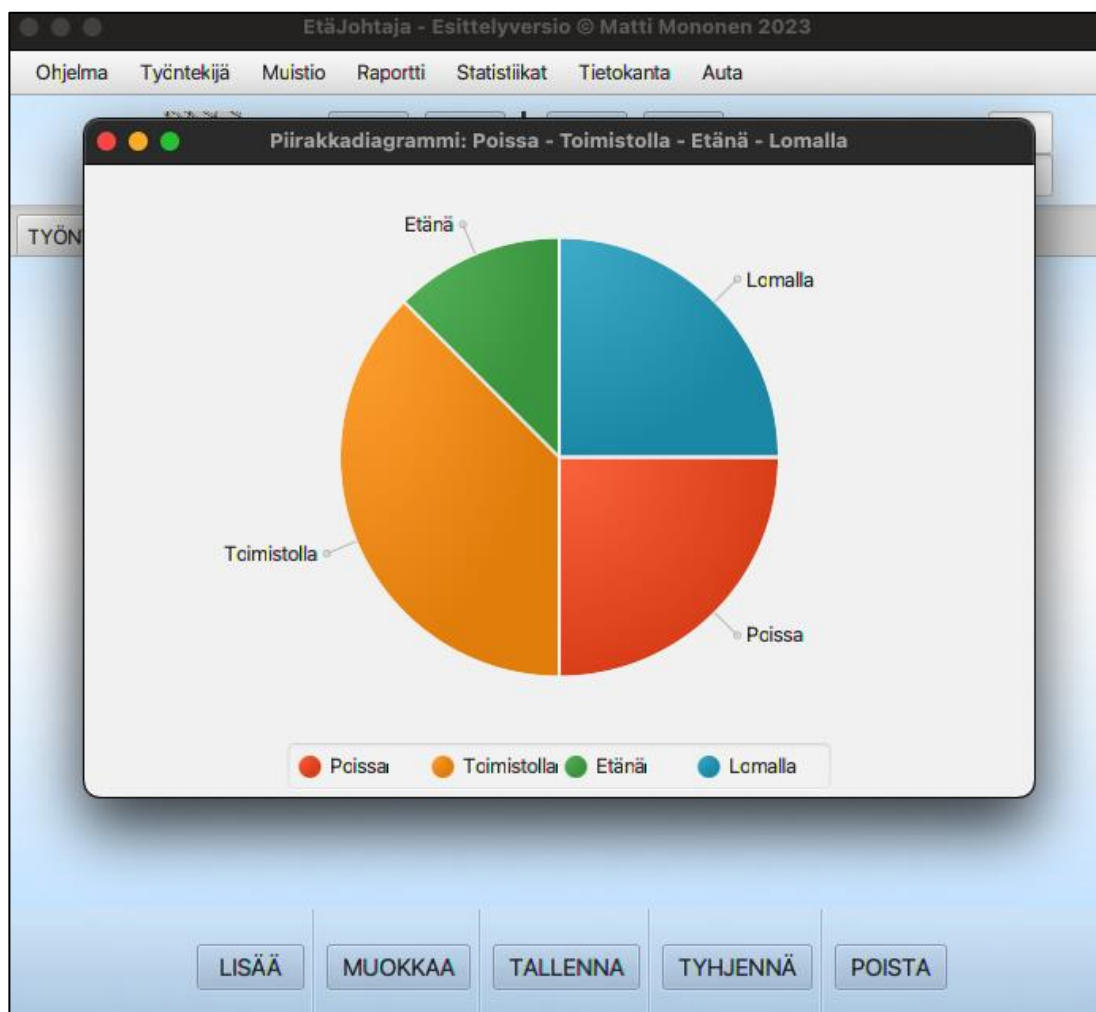 EtäJohtaja - Esittelyversio © Matti Mononen 2023
Ohjelma Työntekijä Muistio Raportti Statistiikat Tietokanta Auta
Piirakkadiagrammi: Poissa - Toimistolla - Etänä - Lomalla
TYÖN
Etänä
Lomalla
Toimistolla
Poissa
Poissa Toimistolla Etänä Lomalla
LISÄÄ MUOKKAA TALLENNA TYHJENNÄ POISTA